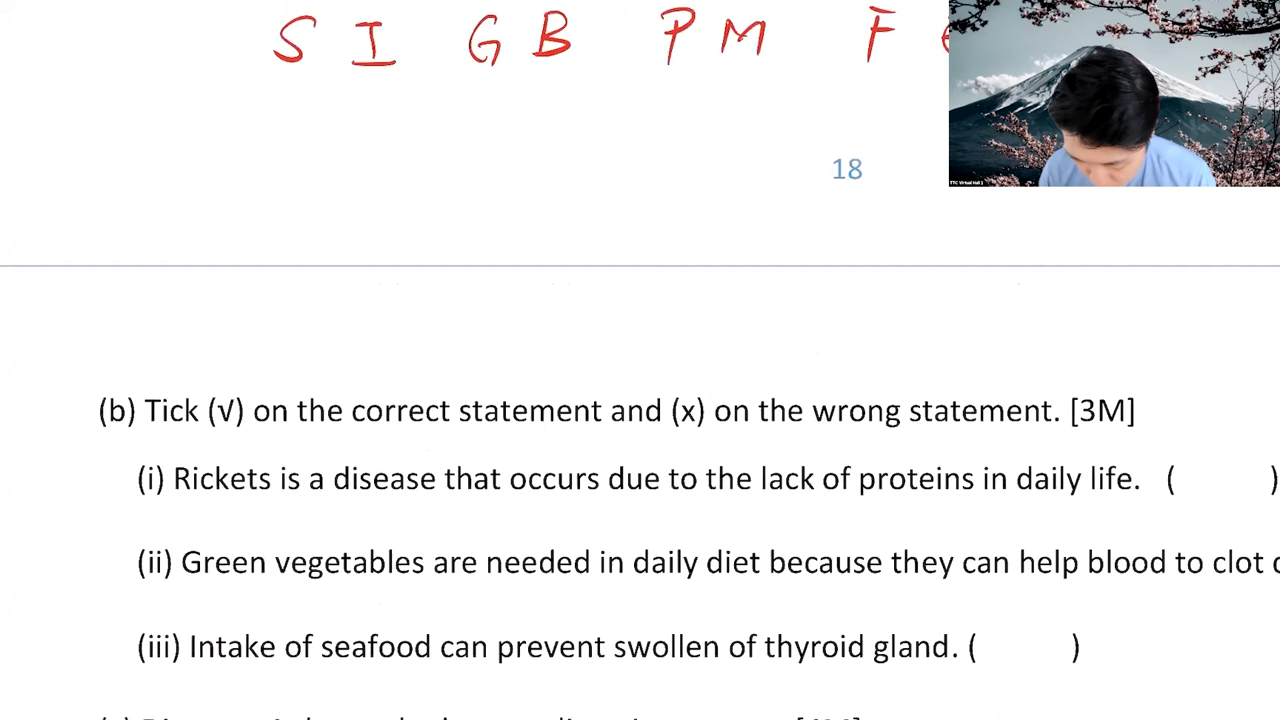 S I G B P M F
18
(b) Tick (√) on the correct statement and (x) on the wrong statement. [3M]
(i) Rickets is a disease that occurs due to the lack of proteins in daily life. ( )
(ii) Green vegetables are needed in daily diet because they can help blood to clot
(iii) Intake of seafood can prevent swollen of thyroid gland. ( )